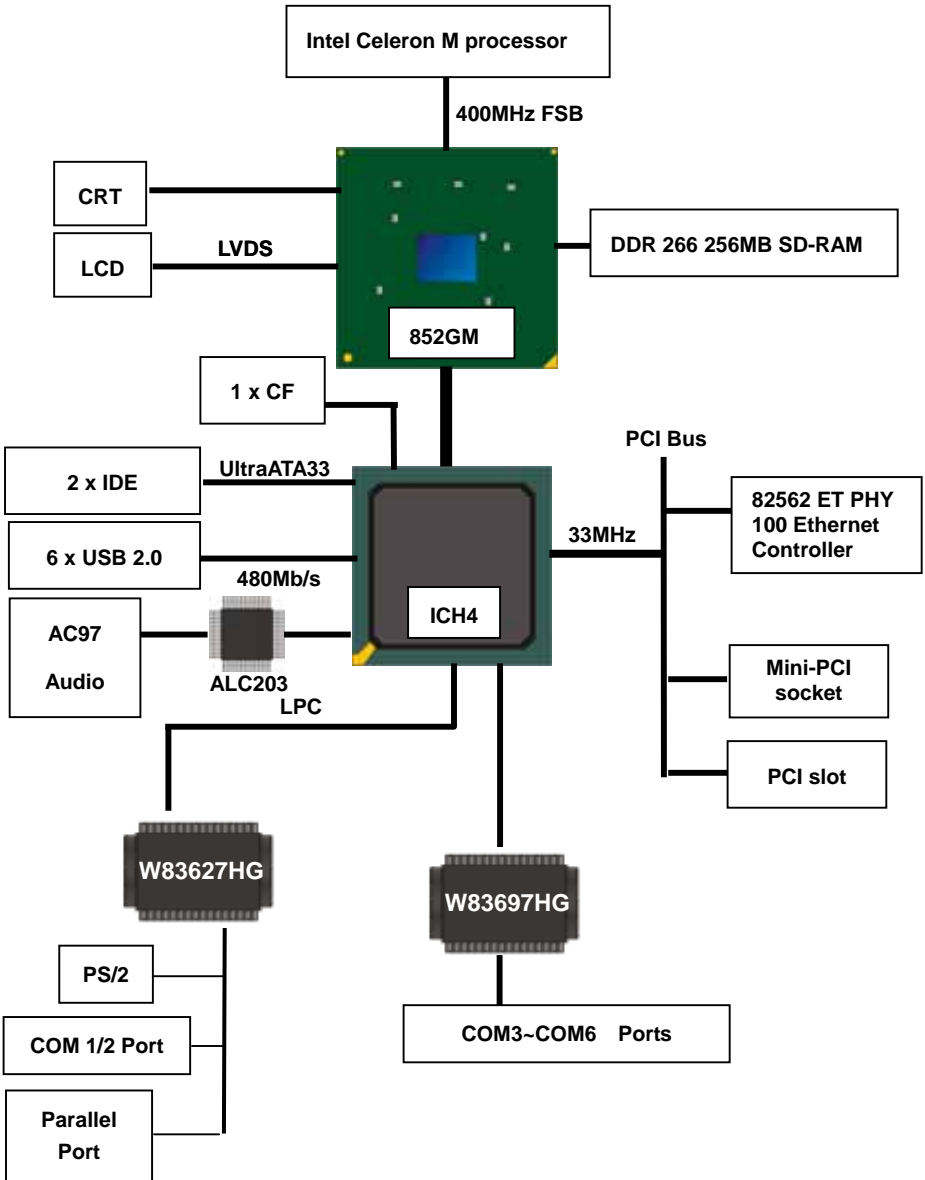 Intel Celeron M processor
400MHz FSB
CRT
LVDS
LCD
DDR 266 256MB SD-RAM
852GM
1 x CF
PCI Bus
2 x IDE
UltraATA33
82562 ET PHY
100 Ethernet
Controller
33MHz
6 x USB 2.0
480Mb/s
ICH4
AC97
Audio
ALC203
LPC
Mini-PCI
socket
PCI slot
W83627HG
W83697HG
PS/2
COM 1/2 Port
COM3~COM6 Ports
Parallel
Port